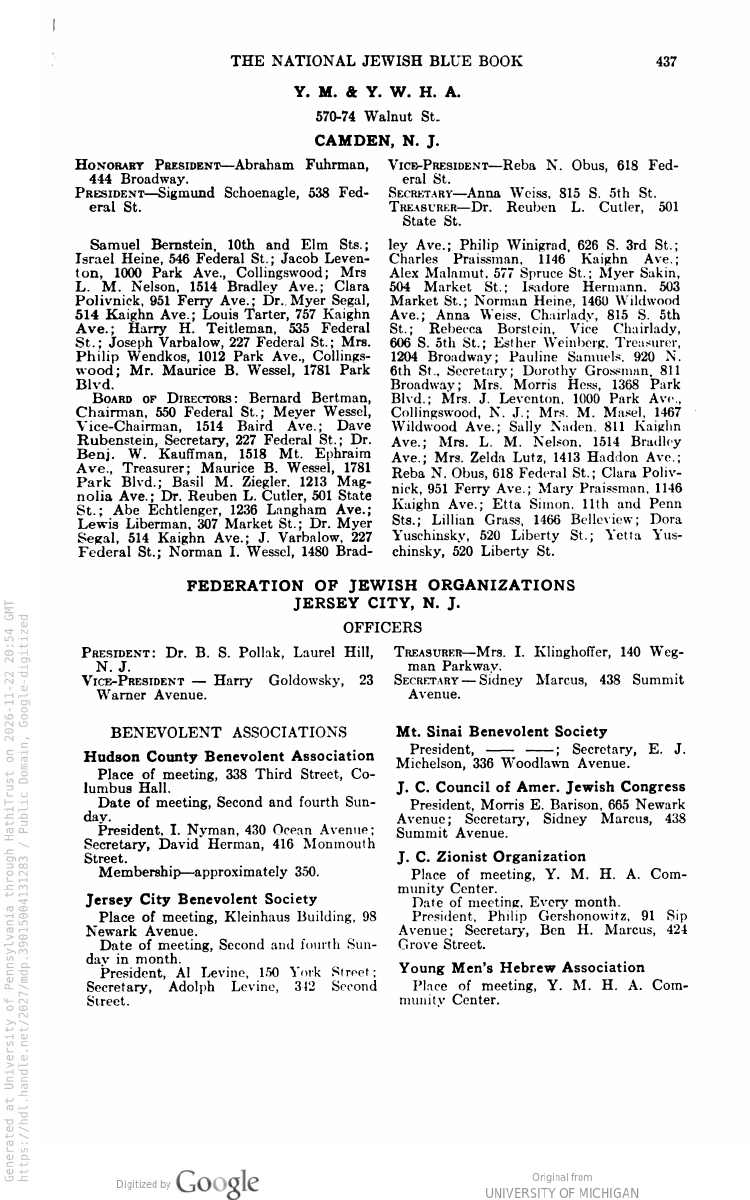 THE NATIONAL JEWISH BLUE BOOK 437
Y. M. & Y. W. H. A.
570-74 Walnut St.
CAMDEN, N. J.
HONORARY PRESIDENT—Abraham Fuhrman,
444 Broadway.
PRESIDENT—Sigmund Schoenagle, 538 Fed-
eral St.
VICE-PRESIDENT—Reba N. Obus, 618 Fed-
eral St.
SECRETARY—Anna Weiss, 815 S. 5th St.
TREASURER—Dr. Reuben L. Cutler, 501
State St.
Samuel Bernstein, 10th and Elm Sts.;
Israel Heine, 546 Federal St.; Jacob Leven-
ton, 1000 Park Ave., Collingswood; Mrs
L. M. Nelson, 1514 Bradley Ave.; Clara
Polivnick, 951 Ferry Ave.; Dr. Myer Segal,
514 Kaighn Ave.; Louis Tarter, 757 Kaighn
Ave.; Harry H. Teitleman, 535 Federal
St.; Joseph Varbalow, 227 Federal St.; Mrs.
Philip Wendkos, 1012 Park Ave., Collings-
wood; Mr. Maurice B. Wessel, 1781 Park
Blvd.
BOARD OF DIRECTORS: Bernard Bertman,
Chairman, 550 Federal St.; Meyer Wessel,
Vice-Chairman, 1514 Baird Ave.; Dave
Rubenstein, Secretary, 227 Federal St.; Dr.
Benj. W. Kauffman, 1518 Mt. Ephraim
Ave., Treasurer; Maurice B. Wessel, 1781
Park Blvd.; Basil M. Ziegler, 1213 Mag-
nolia Ave.; Dr. Reuben L. Cutler, 501 State
St.; Abe Echtlenger, 1236 Langham Ave.;
Lewis Liberman, 307 Market St.; Dr. Myer
Segal, 514 Kaighn Ave.; J. Varbalow, 227
Federal St.; Norman I. Wessel, 1480 Brad-
ley Ave.; Philip Winigrad, 626 S. 3rd St.;
Charles Praissman, 1146 Kaighn Ave.;
Alex Malamut, 577 Spruce St.; Myer Sakin,
504 Market St.; Isadore Hermann, 503
Market St.; Norman Heine, 1460 Wildwood
Ave.; Anna Weiss, Chairlady, 815 S. 5th
St.; Rebecca Borstein, Vice Chairlady,
606 S. 5th St.; Esther Weinberg, Treasurer,
1204 Broadway; Pauline Samuels, 920 N.
6th St., Secretary; Dorothy Grossman, 811
Broadway; Mrs. Morris Hess, 1368 Park
Blvd.; Mrs. J. Leventon, 1000 Park Ave.,
Collingswood, N. J.; Mrs. M. Masel, 1467
Wildwood Ave.; Sally Naden, 811 Kaighn
Ave.; Mrs. L. M. Nelson, 1514 Bradley
Ave.; Mrs. Zelda Lutz, 1413 Haddon Ave.;
Reba N. Obus, 618 Federal St.; Clara Poliv-
nick, 951 Ferry Ave.; Mary Praissman, 1146
Kaighn Ave.; Etta Simon, 11th and Penn
Sts.; Lillian Grass, 1466 Belleview; Dora
Yuschinsky, 520 Liberty St.; Yetta Yus-
chinsky, 520 Liberty St.
FEDERATION OF JEWISH ORGANIZATIONS
JERSEY CITY, N. J.
OFFICERS
PRESIDENT: Dr. B. S. Pollak, Laurel Hill,
N. J.
VICE-PRESIDENT — Harry Goldowsky, 23
Warner Avenue.
TREASURER—Mrs. I. Klinghoffer, 140 Weg-
man Parkway.
SECRETARY — Sidney Marcus, 438 Summit
Avenue.
BENEVOLENT ASSOCIATIONS
Hudson County Benevolent Association
Place of meeting, 338 Third Street, Co-
lumbus Hall.
Date of meeting, Second and fourth Sun-
day.
President, I. Nyman, 430 Ocean Avenue;
Secretary, David Herman, 416 Monmouth
Street.
Membership—approximately 350.
Jersey City Benevolent Society
Place of meeting, Kleinhaus Building, 98
Newark Avenue.
Date of meeting, Second and fourth Sun-
day in month.
President, Al Levine, 150 York Street;
Secretary, Adolph Levine, 342 Second
Street.
Mt. Sinai Benevolent Society
President, —— ——; Secretary, E. J.
Michelson, 336 Woodlawn Avenue.
J. C. Council of Amer. Jewish Congress
President, Morris E. Barison, 665 Newark
Avenue; Secretary, Sidney Marcus, 438
Summit Avenue.
J. C. Zionist Organization
Place of meeting, Y. M. H. A. Com-
munity Center.
Date of meeting, Every month.
President, Philip Gershonowitz, 91 Sip
Avenue; Secretary, Ben H. Marcus, 424
Grove Street.
Young Men's Hebrew Association
Place of meeting, Y. M. H. A. Com-
munity Center.
Generated at University of Pennsylvania through HathiTrust on 2026-11-22 20:54 GMT
https://hdl.handle.net/2027/mdp.39015004131283 / Public Domain, Google-digitized
Digitized by Google
Original from
UNIVERSITY OF MICHIGAN